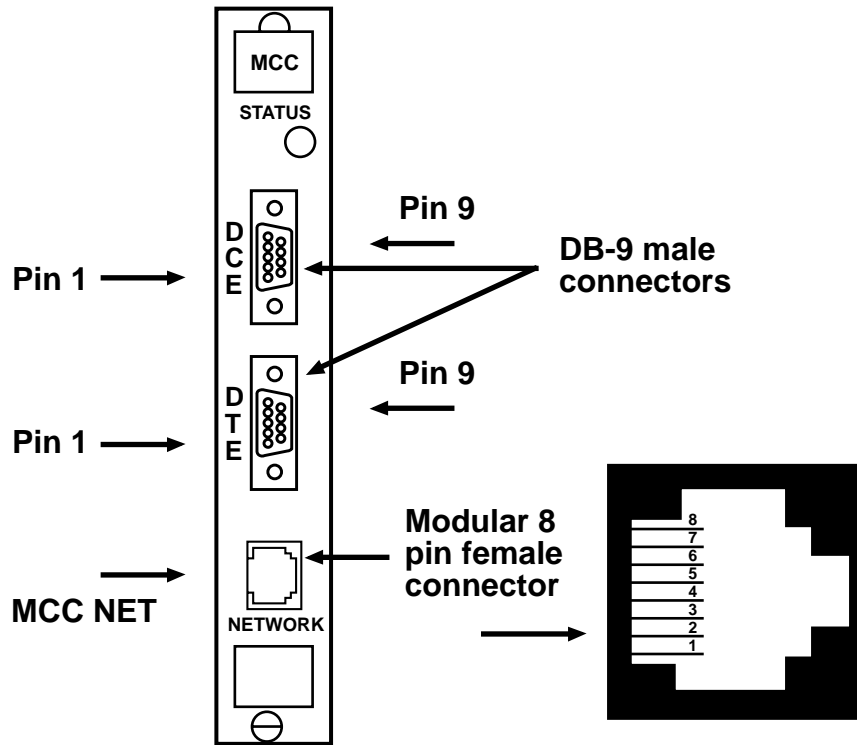 MCC
STATUS
Pin 9
D
C
E
DB-9 male
connectors
Pin 1
Pin 9
D
T
E
Pin 1
Modular 8
pin female
connector
MCC NET
NETWORK
8
7
6
5
4
3
2
1